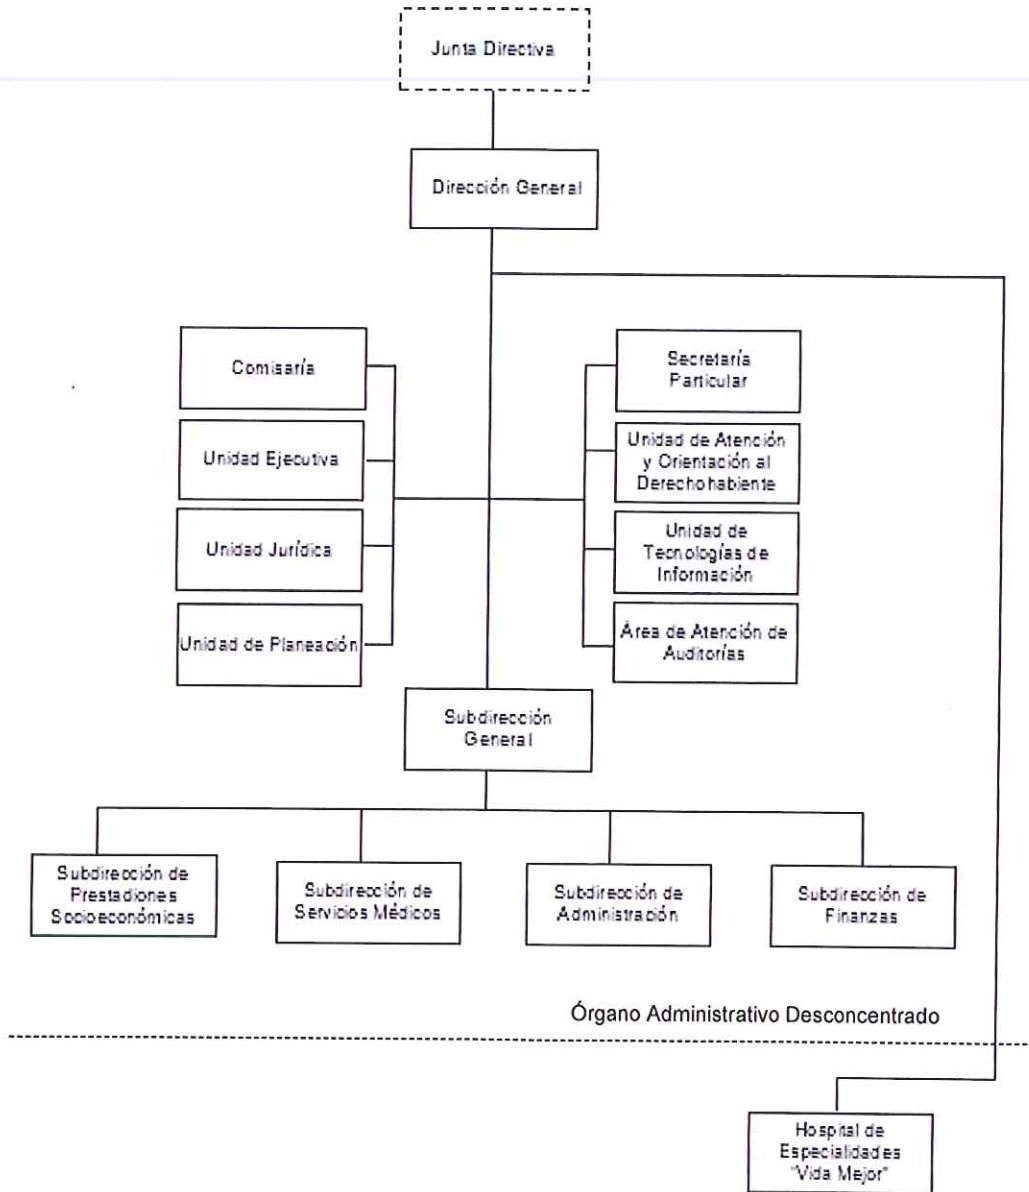 Junta Directiva
Dirección General
Comisaría
Secretaría
Particular
Unidad Ejecutiva
Unidad de Atención
y Orientación al
Derechohabiente
Unidad Jurídica
Unidad de
Tecnologías de
Información
Unidad de Planeación
Área de Atención de
Auditorías
Subdirección
General
Subdirección de
Prestadiones
Socioeconómicas
Subdirección de
Servicios Médicos
Subdirección de
Administración
Subdirección de
Finanzas
Órgano Administrativo Desconcentrado
Hospital de
Especialidades
"Vida Mejor"